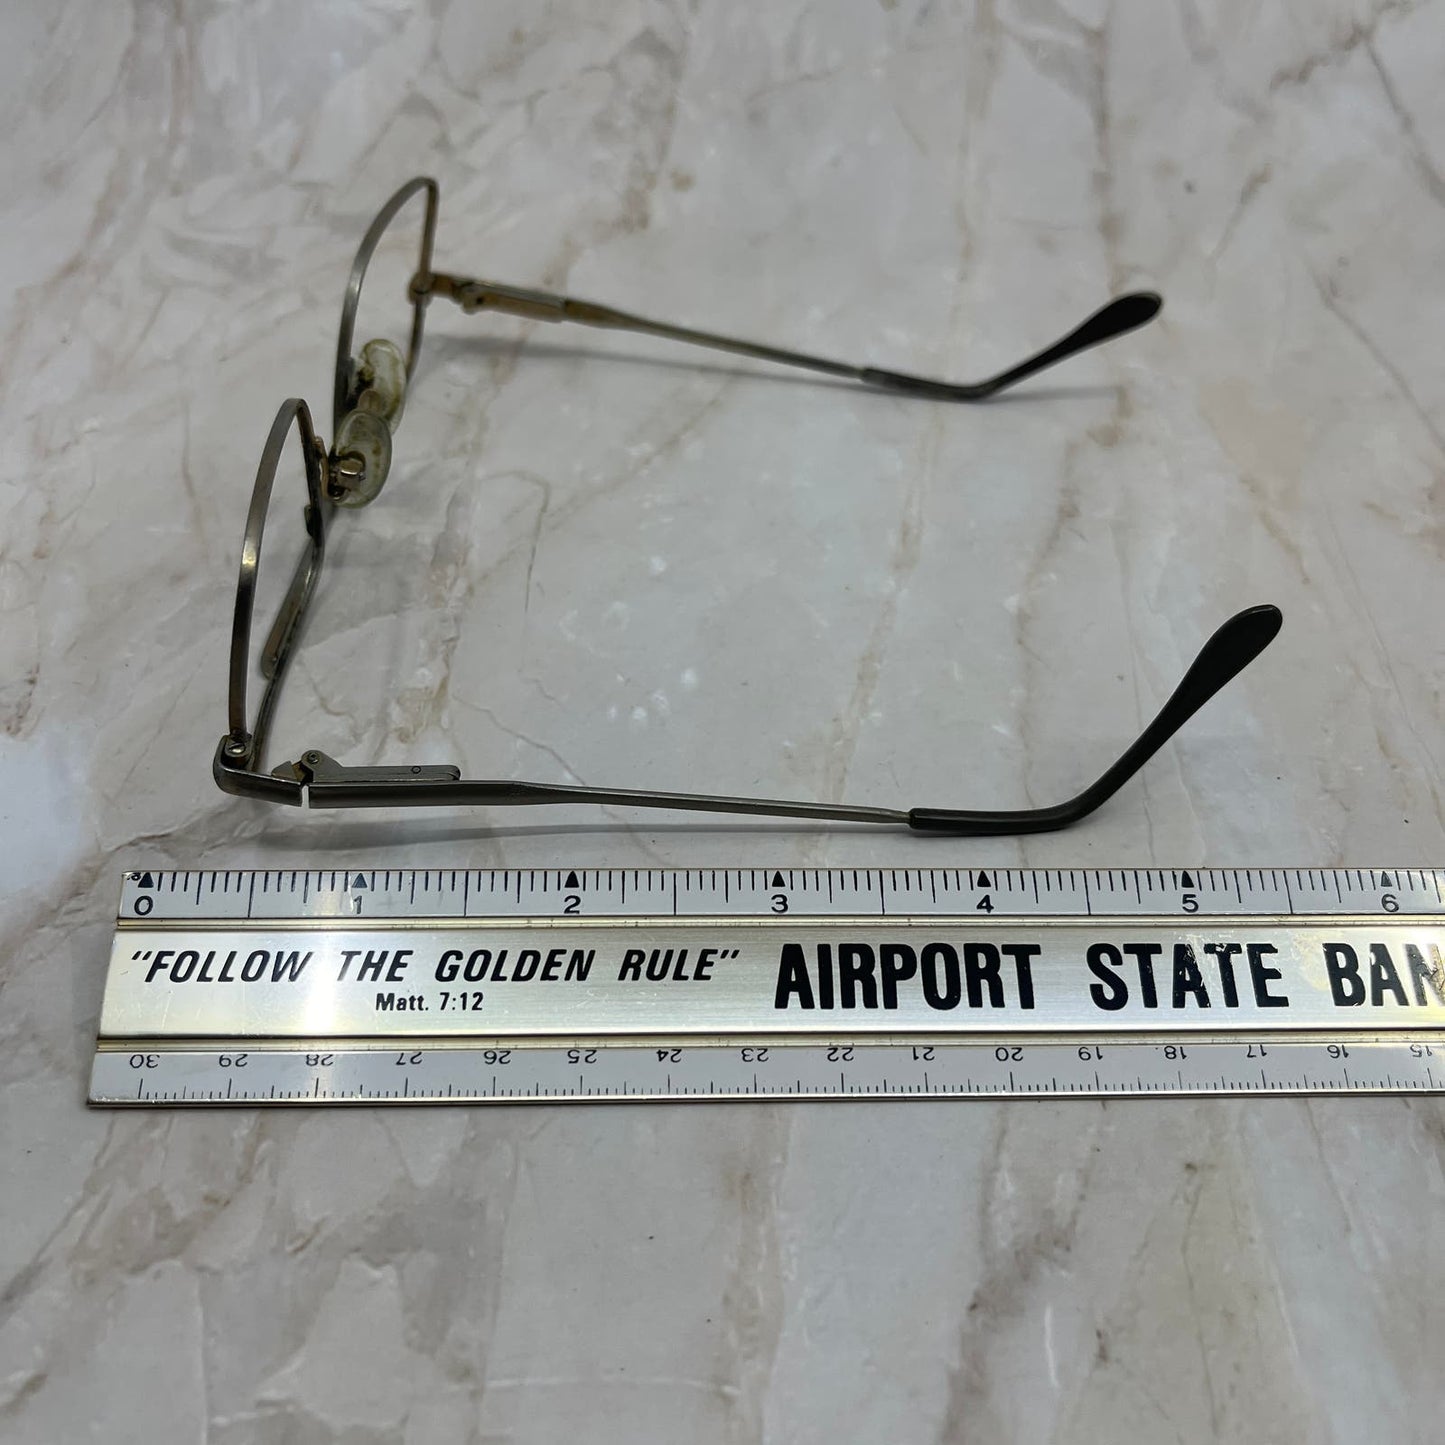 0 1 2 3 4 5 6
"FOLLOW THE GOLDEN RULE" AIRPORT STATE BAN
Matt. 7:12
30 29 28 27 26 25 24 23 22 21 20 19 18 17 16 15